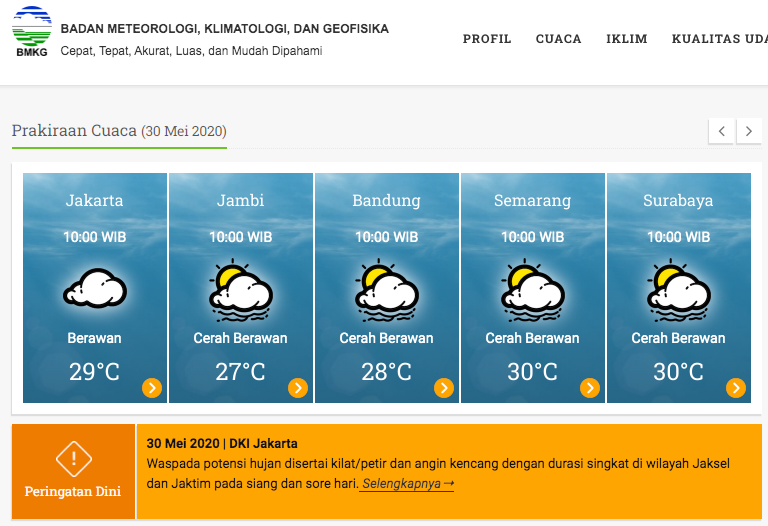 BMKG
BADAN METEOROLOGI, KLIMATOLOGI, DAN GEOFISIKA
Cepat, Tepat, Akurat, Luas, dan Mudah Dipahami
PROFIL CUACA IKLIM KUALITAS UDA
Prakiraan Cuaca (30 Mei 2020)
Jakarta
10:00 WIB
Berawan
29°C
Jambi
10:00 WIB
Cerah Berawan
27°C
Bandung
10:00 WIB
Cerah Berawan
28°C
Semarang
10:00 WIB
Cerah Berawan
30°C
Surabaya
10:00 WIB
Cerah Berawan
30°C
Peringatan Dini
30 Mei 2020 | DKI Jakarta
Waspada potensi hujan disertai kilat/petir dan angin kencang dengan durasi singkat di wilayah Jaksel
dan Jaktim pada siang dan sore hari. Selengkapnya→